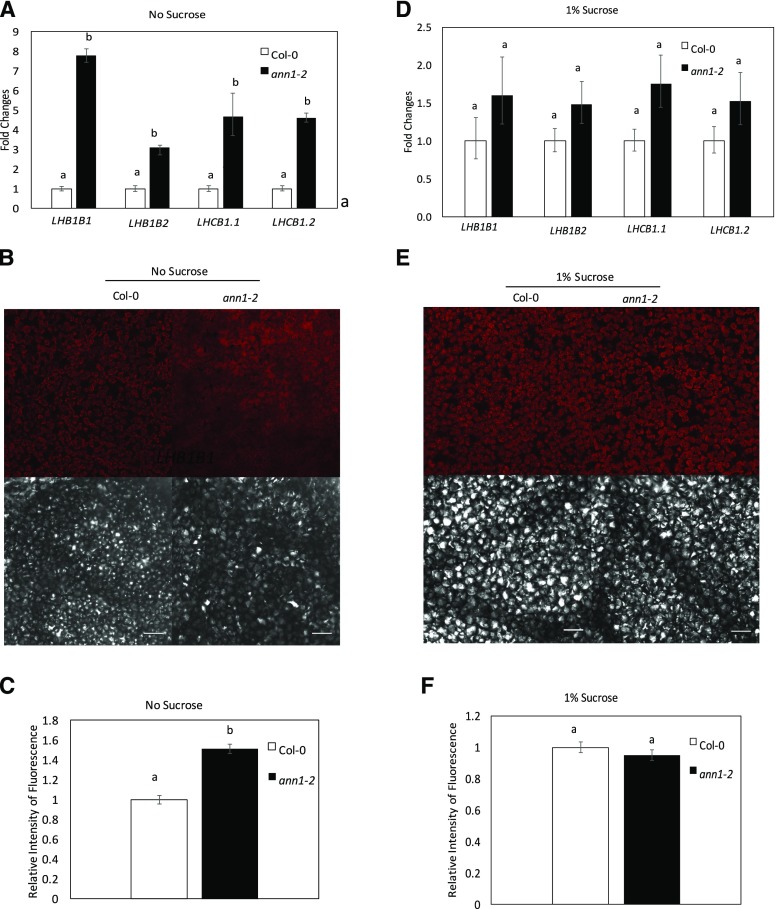 A
No Sucrose
Fold Changes
9
8
7
6
5
4
3
2
1
0
b
b
b
b
a
a
a
a
Col-0
ann1-2
a
LHB1B1
LHB1B2
LHCB1.1
LHCB1.2
B
No Sucrose
Col-0
ann1-2
LHB1B1
C
No Sucrose
Relative Intensity of Fluorescence
1.8
1.6
1.4
1.2
1
0.8
0.6
0.4
0.2
0
a
b
Col-0
ann1-2
D
1% Sucrose
Fold Changes
2.5
2.0
1.5
1.0
0.5
0.0
a
a
a
a
a
a
a
a
Col-0
ann1-2
LHB1B1
LHB1B2
LHCB1.1
LHCB1.2
E
1% Sucrose
Col-0
ann1-2
F
1% Sucrose
Relative Intensity of Fluorescence
1.2
1
0.8
0.6
0.4
0.2
0
a
a
Col-0
ann1-2